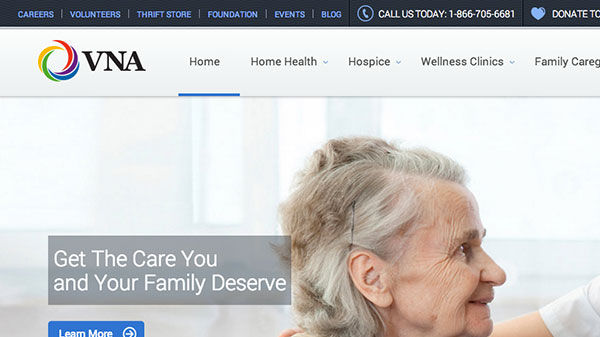 CAREERS | VOLUNTEERS | THRIFT STORE | FOUNDATION | EVENTS | BLOG CALL US TODAY: 1-866-705-6681 DONATE TO
VNA Home Home Health Hospice Wellness Clinics Family Careg
Get The Care You
and Your Family Deserve
Learn More